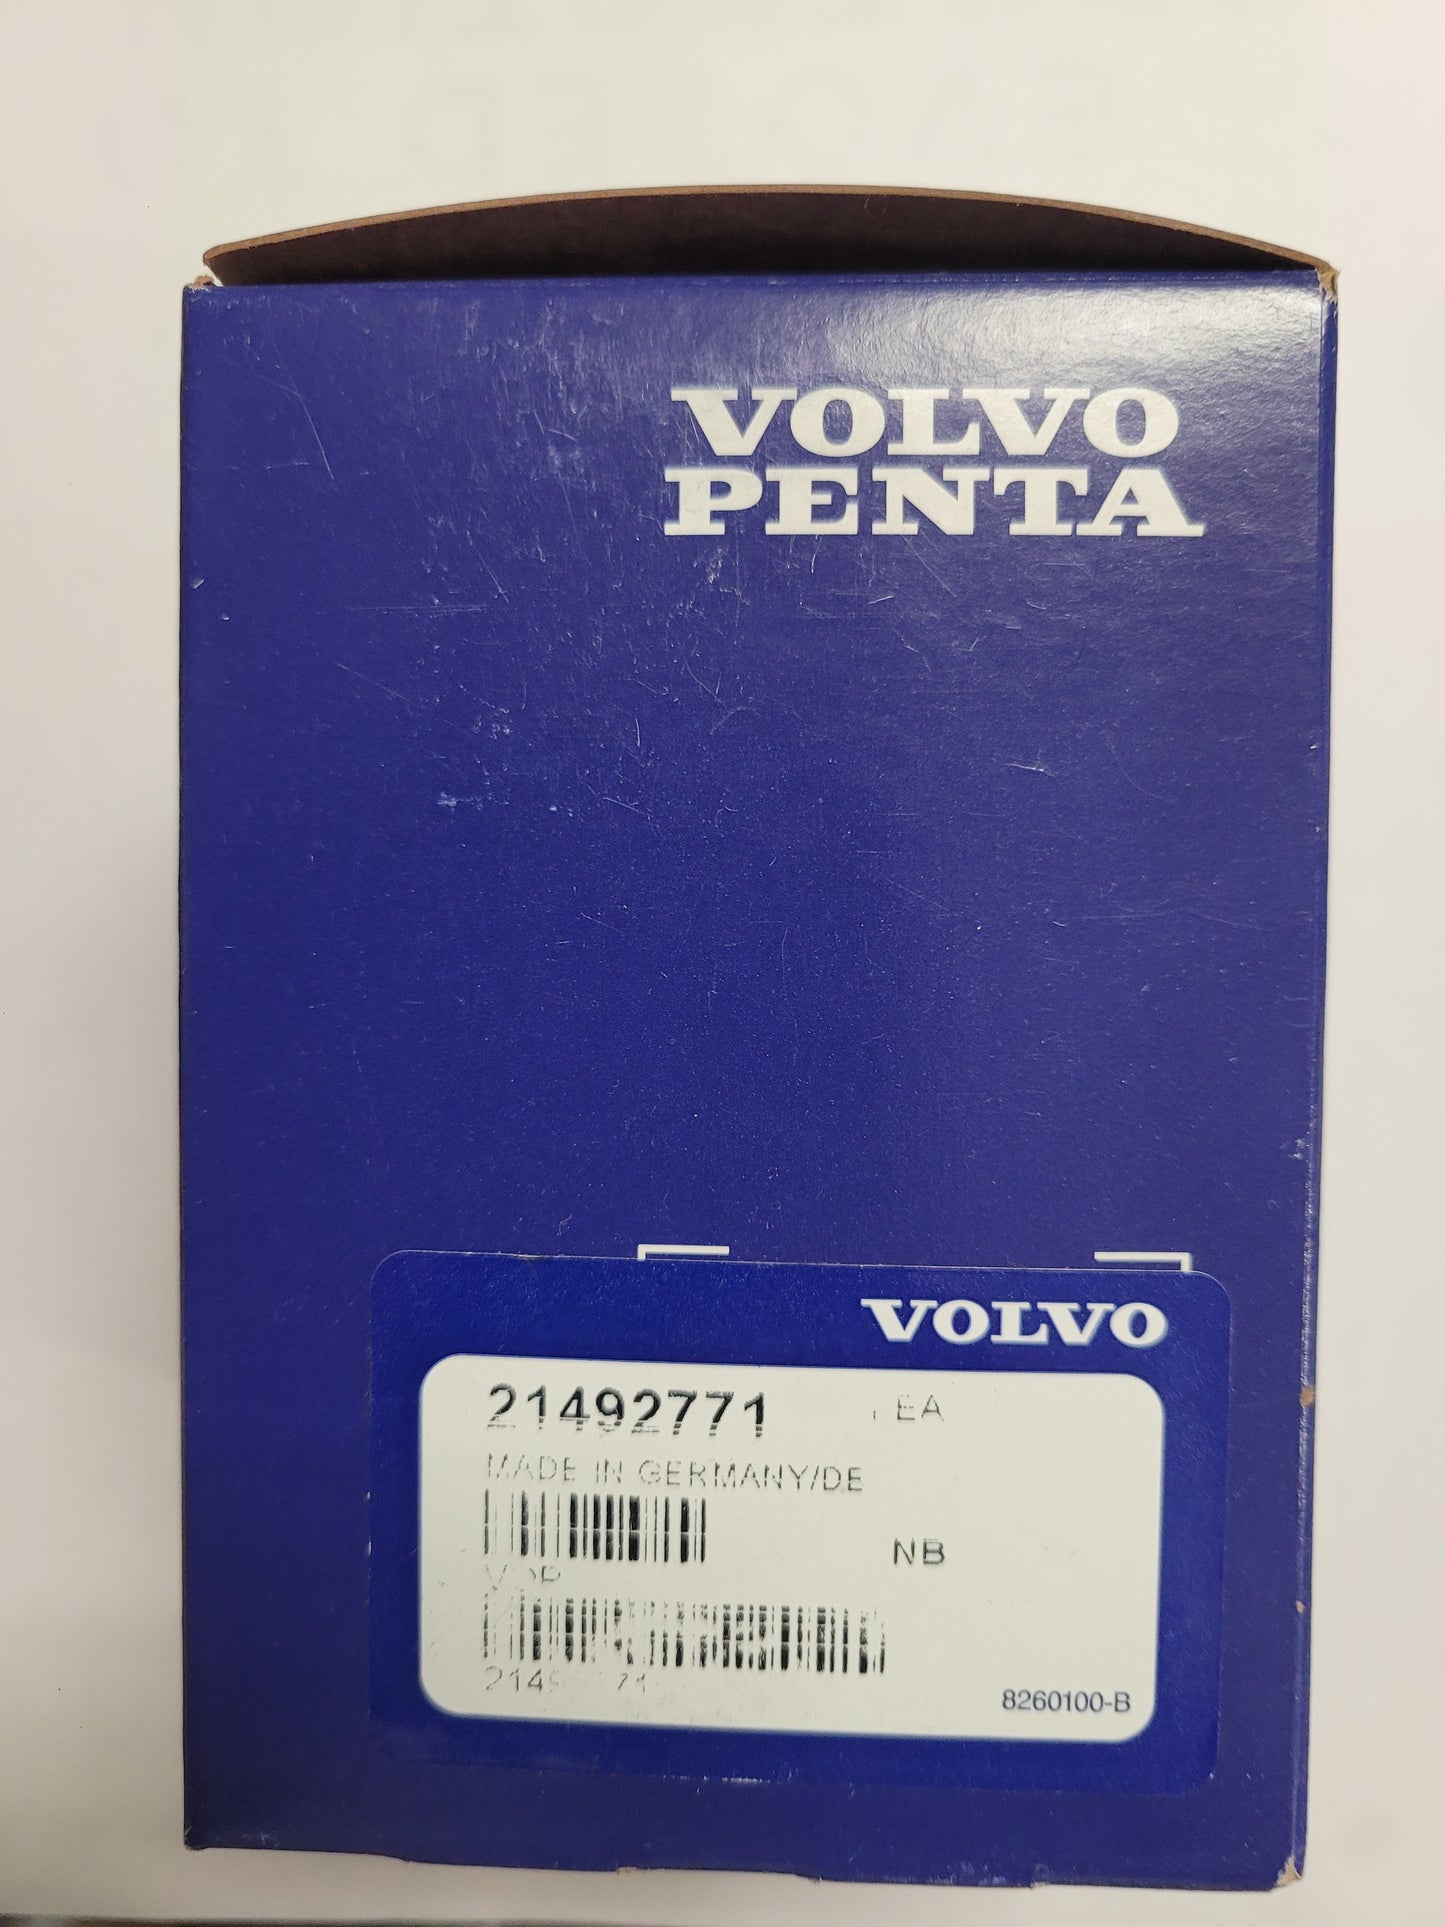 VOLVO
PENTA
VOLVO
21492771 EA
MADE IN GERMANY/DE
NB
8260100-B